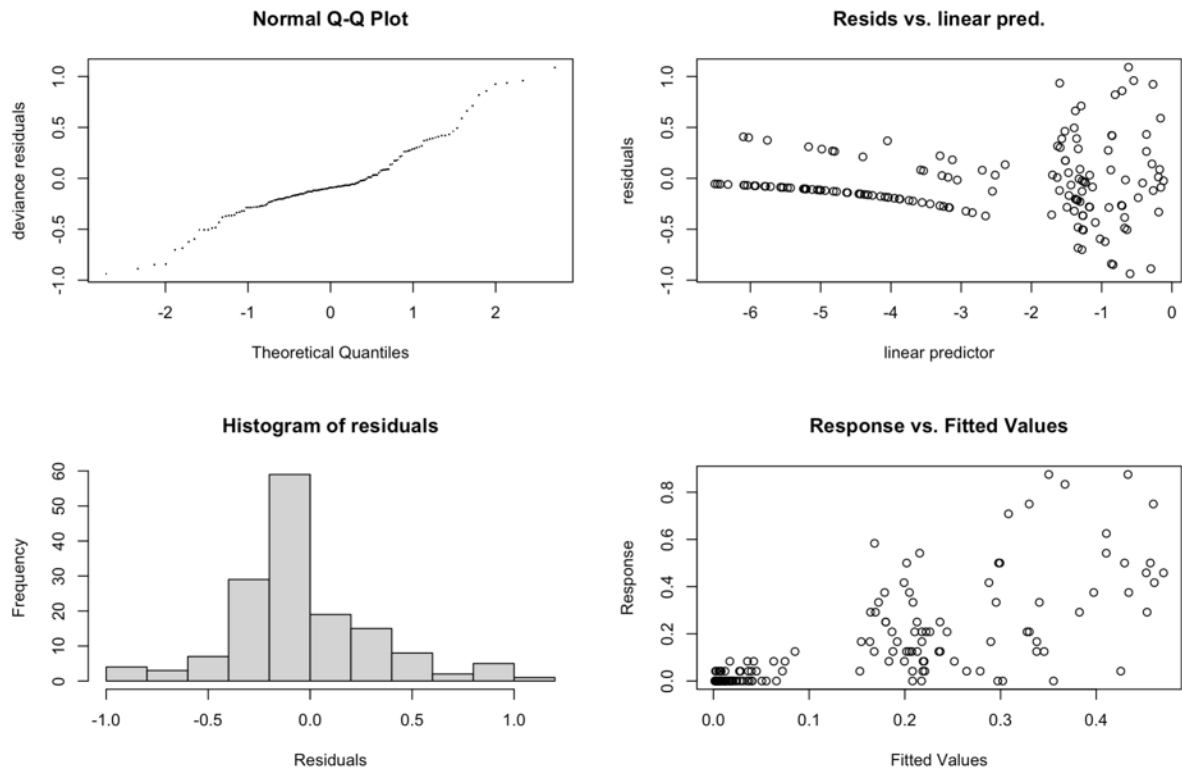 Normal Q-Q Plot
deviance residuals
1.0
0.5
0.0
-0.5
-1.0
-2 -1 0 1 2
Theoretical Quantiles
Resids vs. linear pred.
residuals
1.0
0.5
0.0
-0.5
-1.0
-6 -5 -4 -3 -2 -1 0
linear predictor
Histogram of residuals
Frequency
60
50
40
30
20
10
0
-1.0 -0.5 0.0 0.5 1.0
Residuals
Response vs. Fitted Values
Response
0.8
0.6
0.4
0.2
0.0
0.0 0.1 0.2 0.3 0.4
Fitted Values